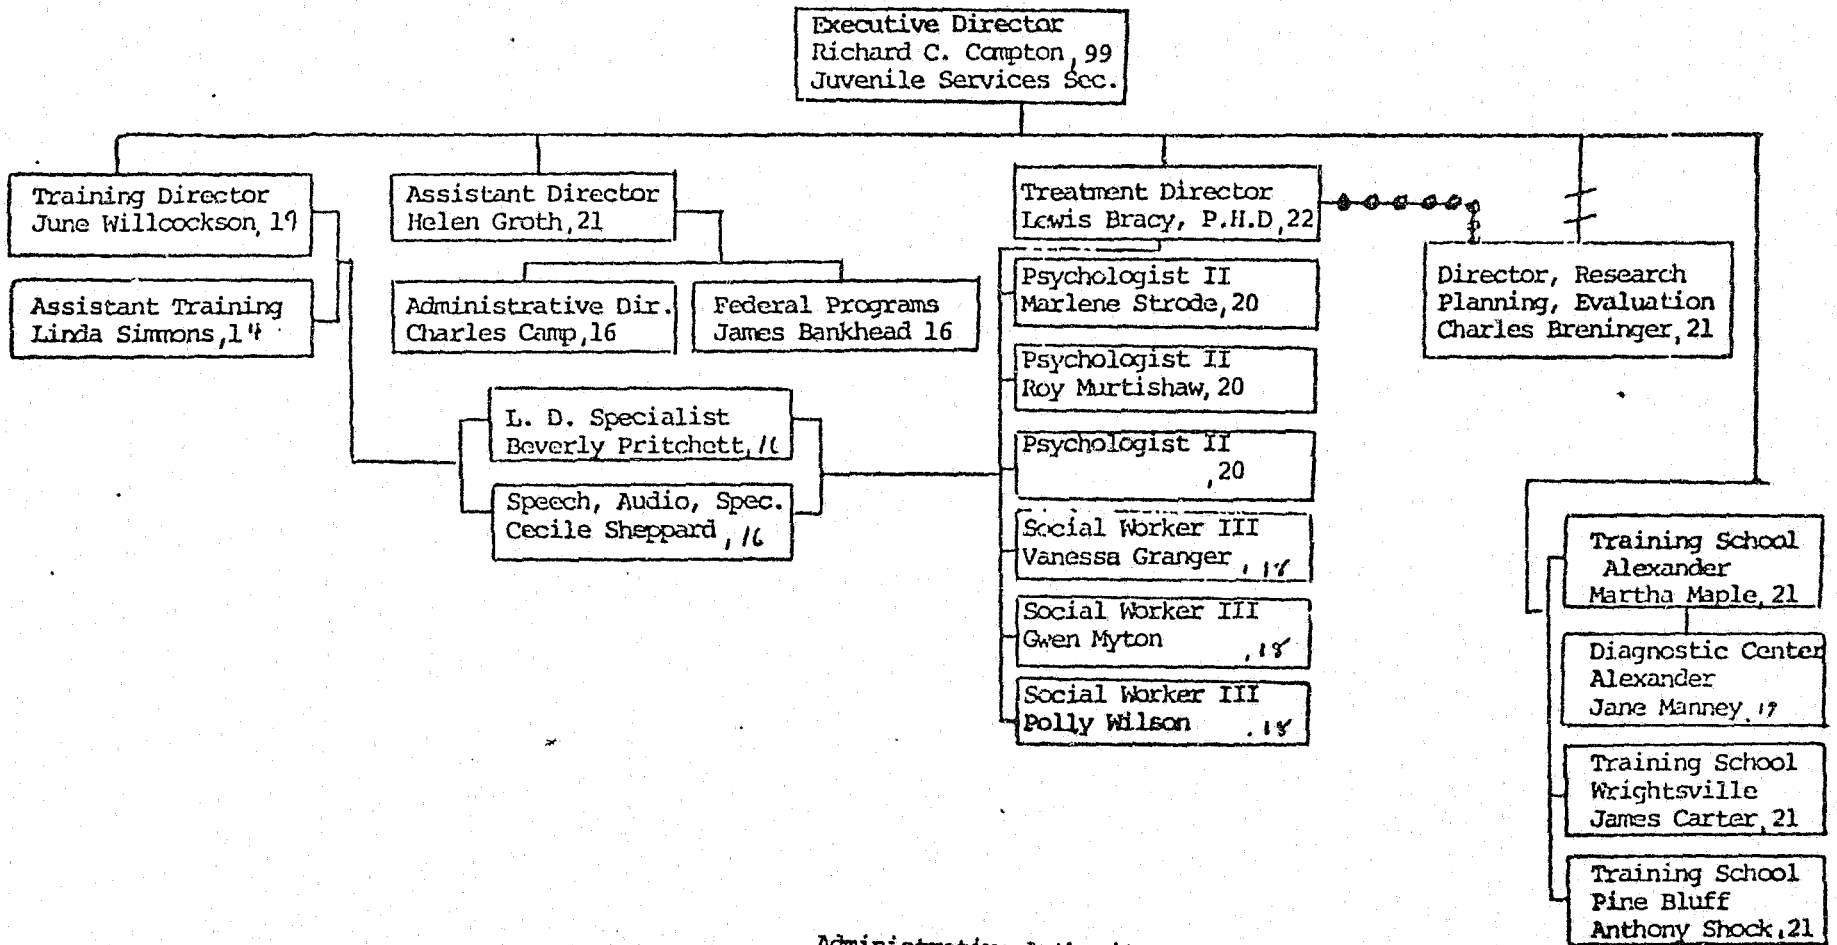 Executive Director
Richard C. Compton, 99
Juvenile Services Sec.
Training Director
June Willcockson, 19
Assistant Training
Linda Simmons, 14
Assistant Director
Helen Groth, 21
Administrative Dir.
Charles Camp, 16
Federal Programs
James Bankhead 16
L. D. Specialist
Beverly Pritchett, 16
Speech, Audio, Spec.
Cecile Sheppard, 16
Treatment Director
Lewis Bracy, P.H.D, 22
Psychologist II
Marlene Strode, 20
Psychologist II
Roy Murtishaw, 20
Psychologist II
, 20
Social Worker III
Vanessa Granger, 18
Social Worker III
Gwen Myton , 18
Social Worker III
Polly Wilson . 18
Director, Research
Planning, Evaluation
Charles Breninger, 21
Training School
Alexander
Martha Maple, 21
Diagnostic Center
Alexander
Jane Manney, 19
Training School
Wrightsville
James Carter, 21
Training School
Pine Bluff
Anthony Shock, 21